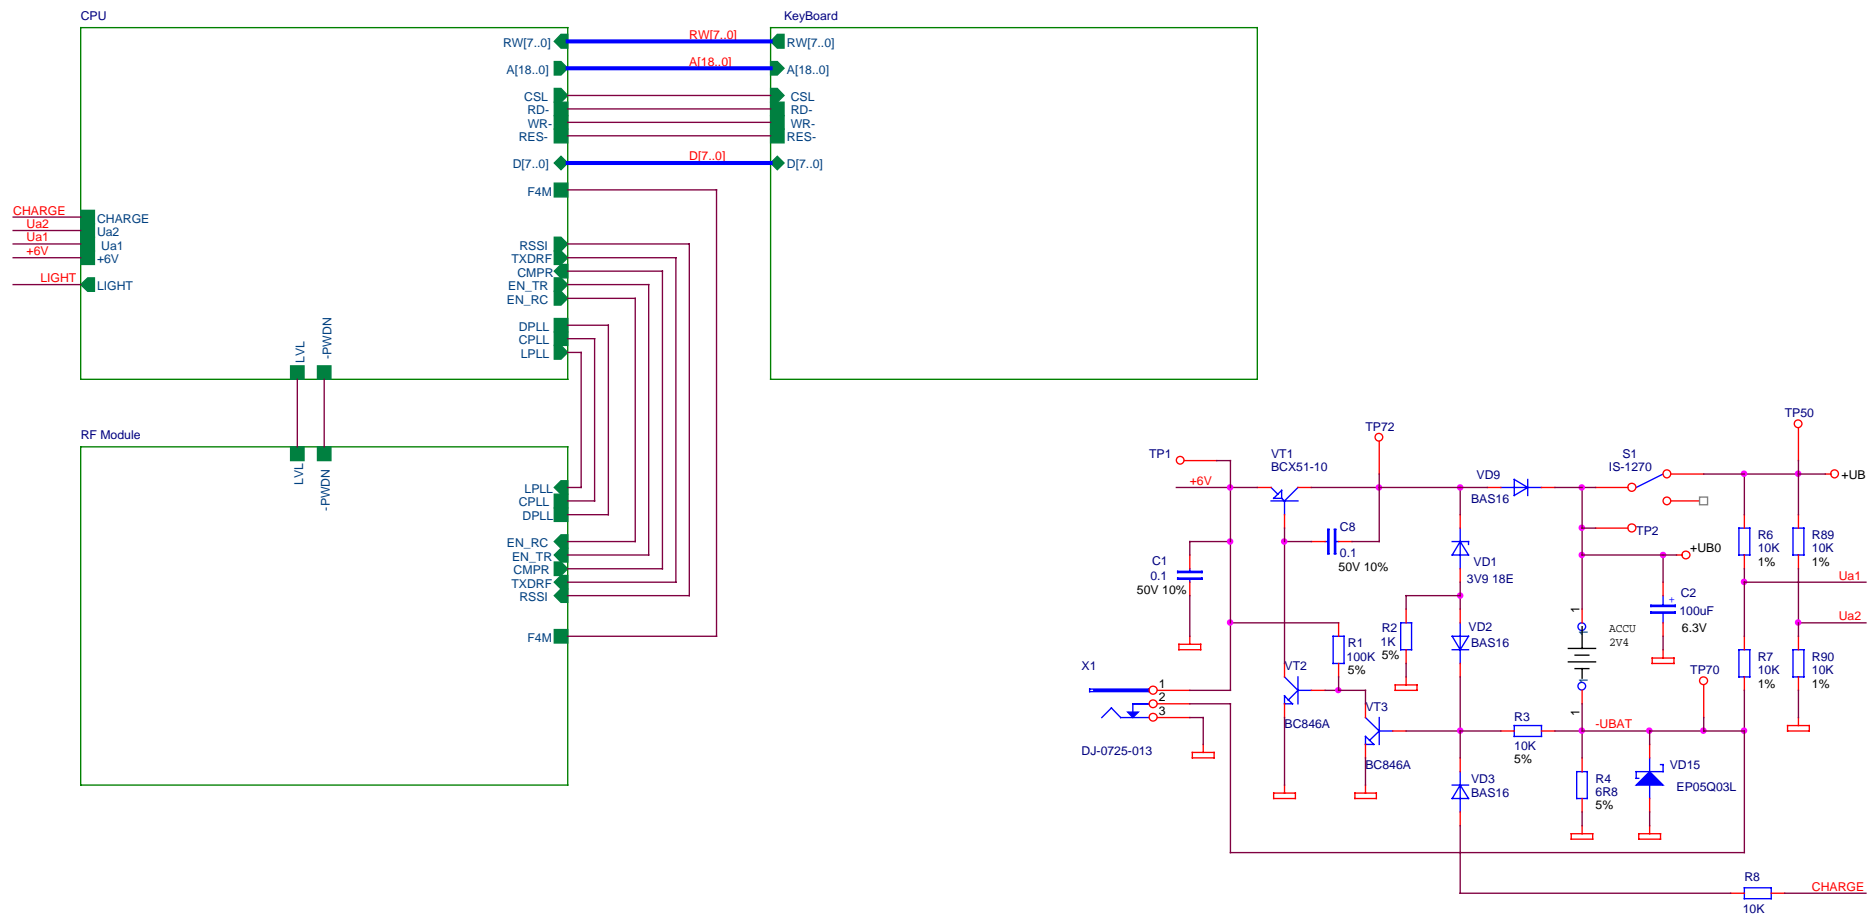 CPU
KeyBoard
RW[7..0]
RW[7..0]
RW[7..0]
A[18..0]
A[18..0]
A[18..0]
CSL
CSL
RD-
RD-
WR-
WR-
RES-
RES-
D[7..0]
D[7..0]
D[7..0]
F4M
CHARGE
CHARGE
Ua2
Ua2
Ua1
Ua1
+6V
+6V
LIGHT
LIGHT
RSSI
TXDRF
CMPR
EN_TR
EN_RC
DPLL
CPLL
LPLL
LVL
-PWDN
RF Module
LVL
-PWDN
LPLL
CPLL
DPLL
EN_RC
EN_TR
CMPR
TXDRF
RSSI
F4M
TP50
TP72
TP1
VT1
BCX51-10
+6V
VD9
BAS16
S1
IS-1270
+UB
TP2
+UB0
C8
0.1
50V 10%
C1
0.1
50V 10%
VD1
3V9 18E
R6
10K
1%
R89
10K
1%
Ua1
C2
+
100uF
6.3V
Ua2
1
ACCU
2V4
1
R1
100K
5%
R2
1K
5%
VD2
BAS16
R7
10K
1%
R90
10K
1%
TP70
X1
1
2
3
DJ-0725-013
VT2
BC846A
VT3
BC846A
R3
10K
5%
-UBAT
VD3
BAS16
R4
6R8
5%
VD15
EP05Q03L
R8
10K
CHARGE